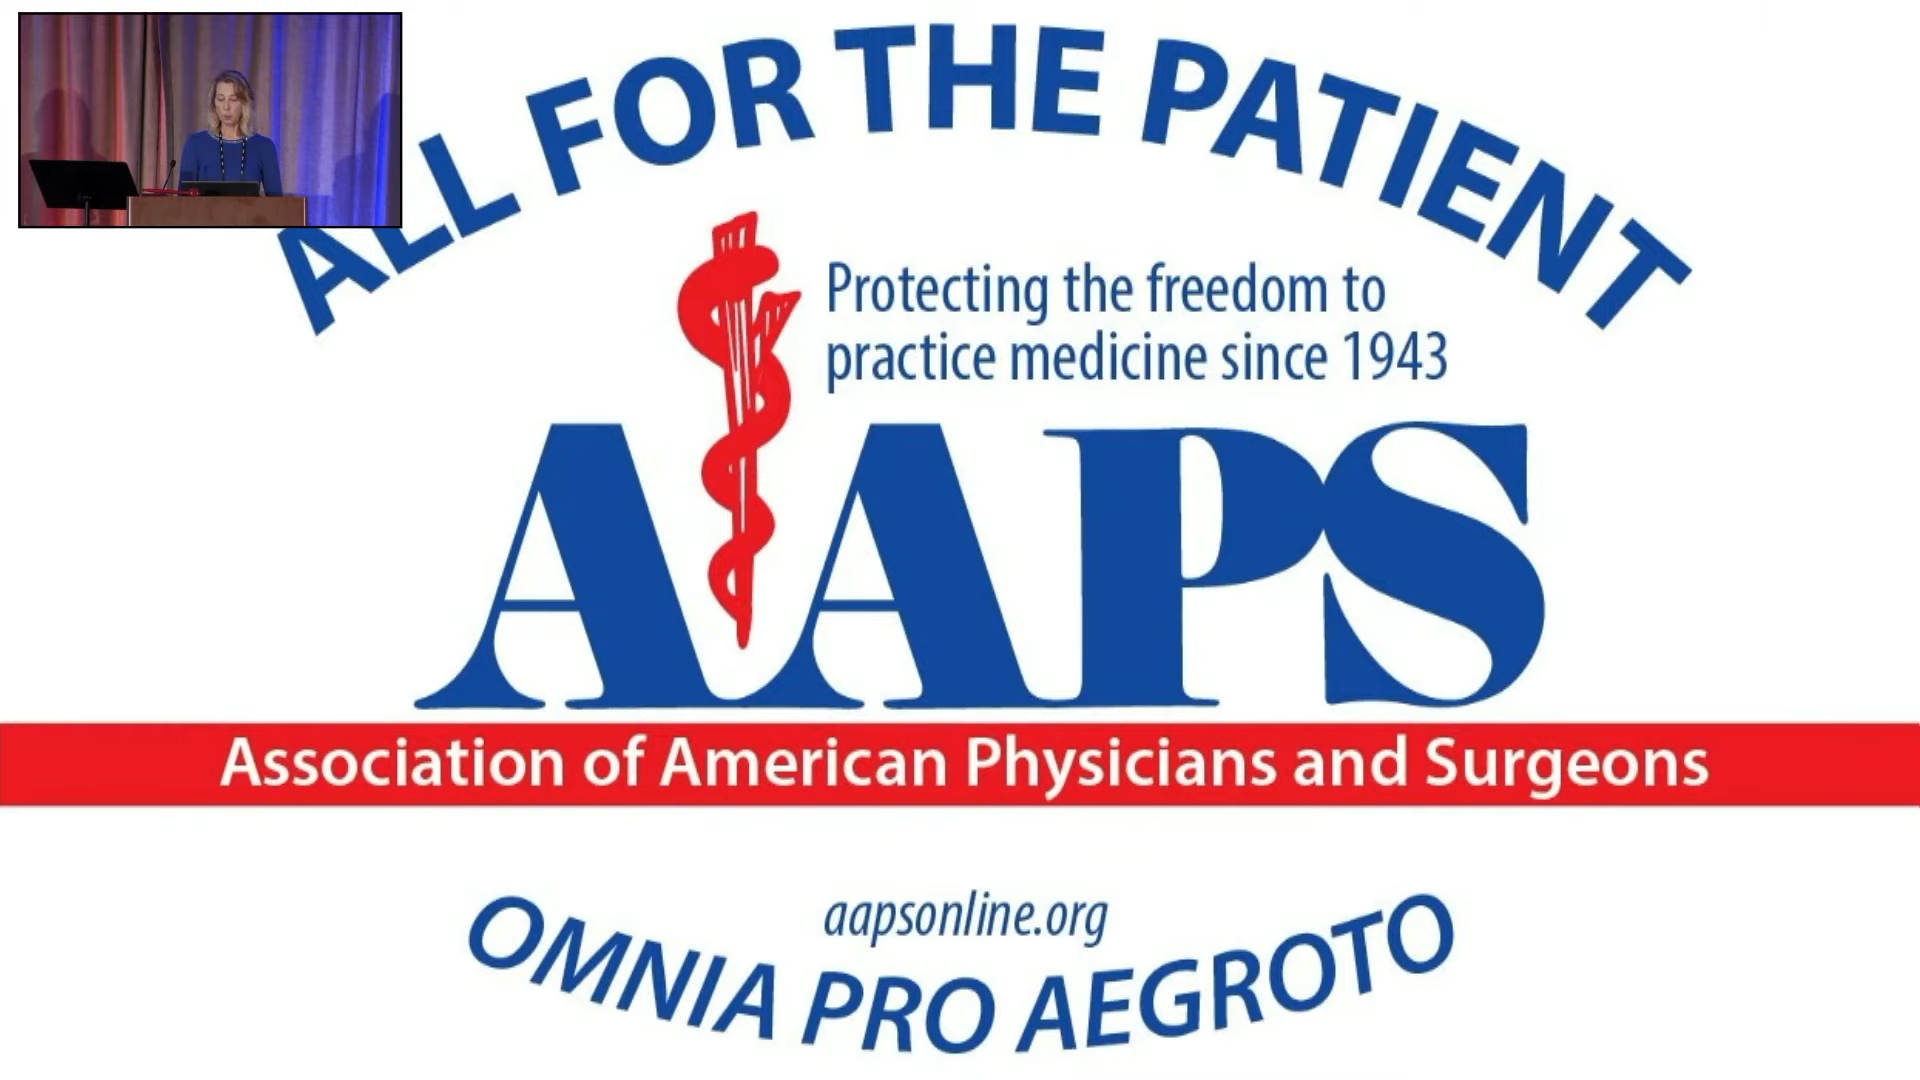 ALL FOR THE PATIENT
Protecting the freedom to
practice medicine since 1943
AAPS
Association of American Physicians and Surgeons
aapsonline.org
OMNIA PRO AEGROTO